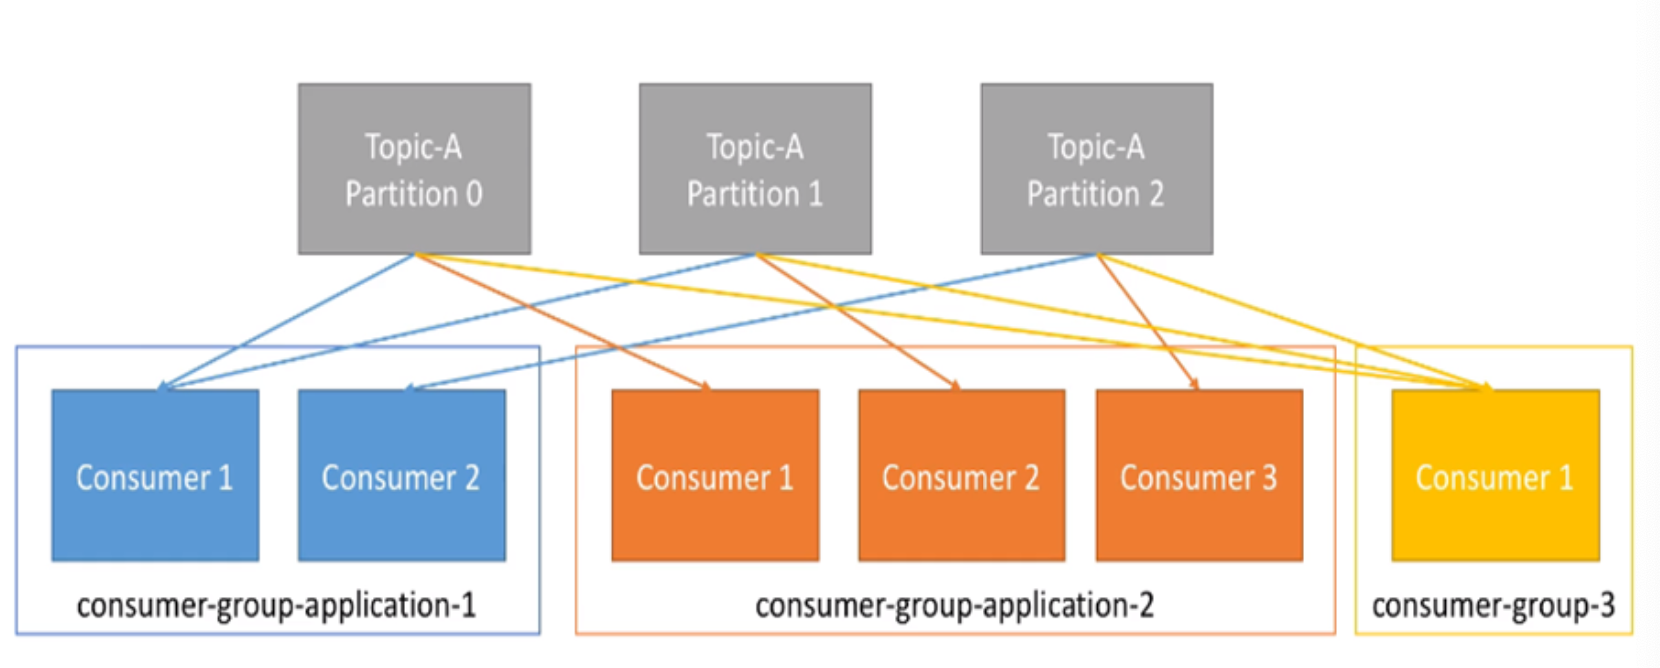 Topic-A
Partition 0
Topic-A
Partition 1
Topic-A
Partition 2
Consumer 1
Consumer 2
consumer-group-application-1
Consumer 1
Consumer 2
Consumer 3
consumer-group-application-2
Consumer 1
consumer-group-3